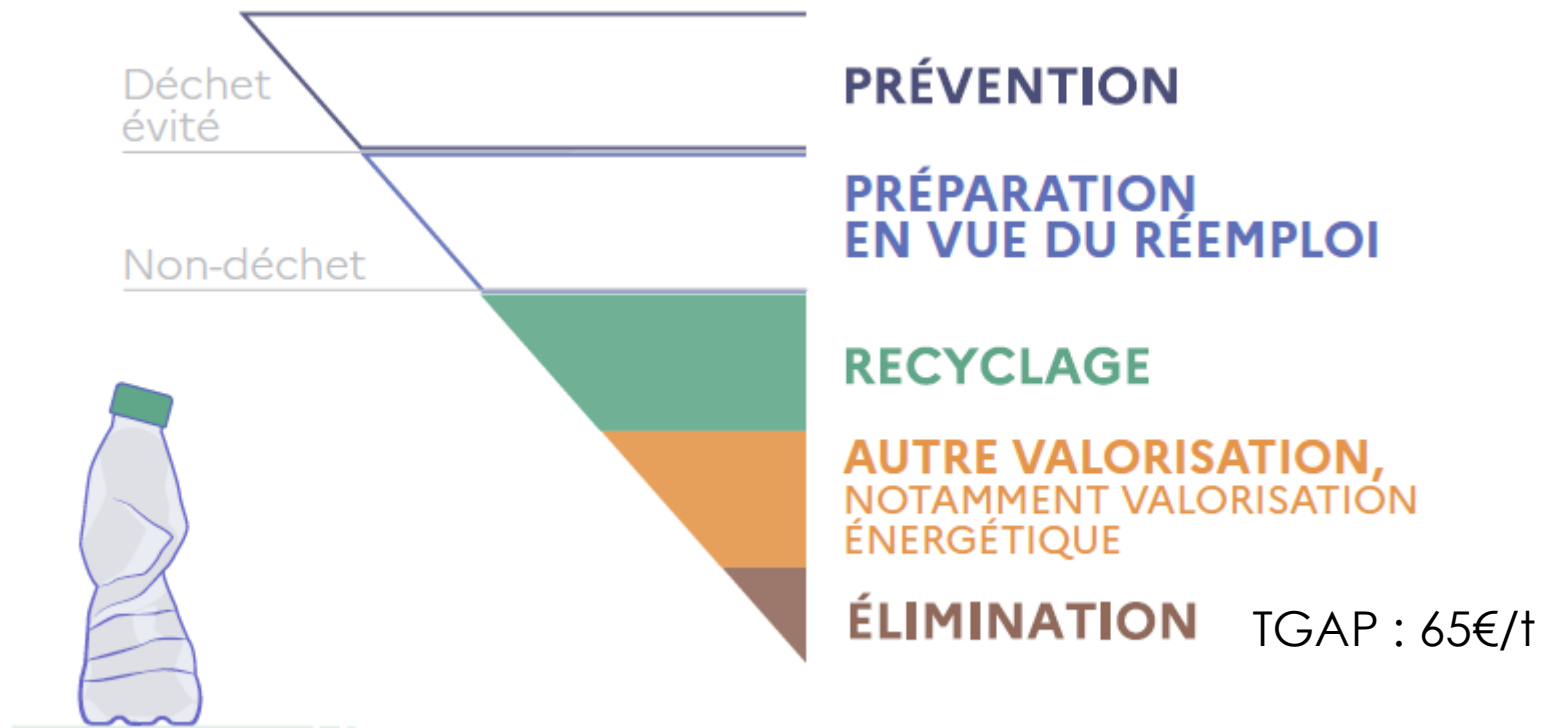 Déchet
évité
PRÉVENTION
PRÉPARATION
EN VUE DU RÉEMPLOI
Non-déchet
RECYCLAGE
AUTRE VALORISATION,
NOTAMMENT VALORISATION
ÉNERGÉTIQUE
ÉLIMINATION TGAP : 65€/t